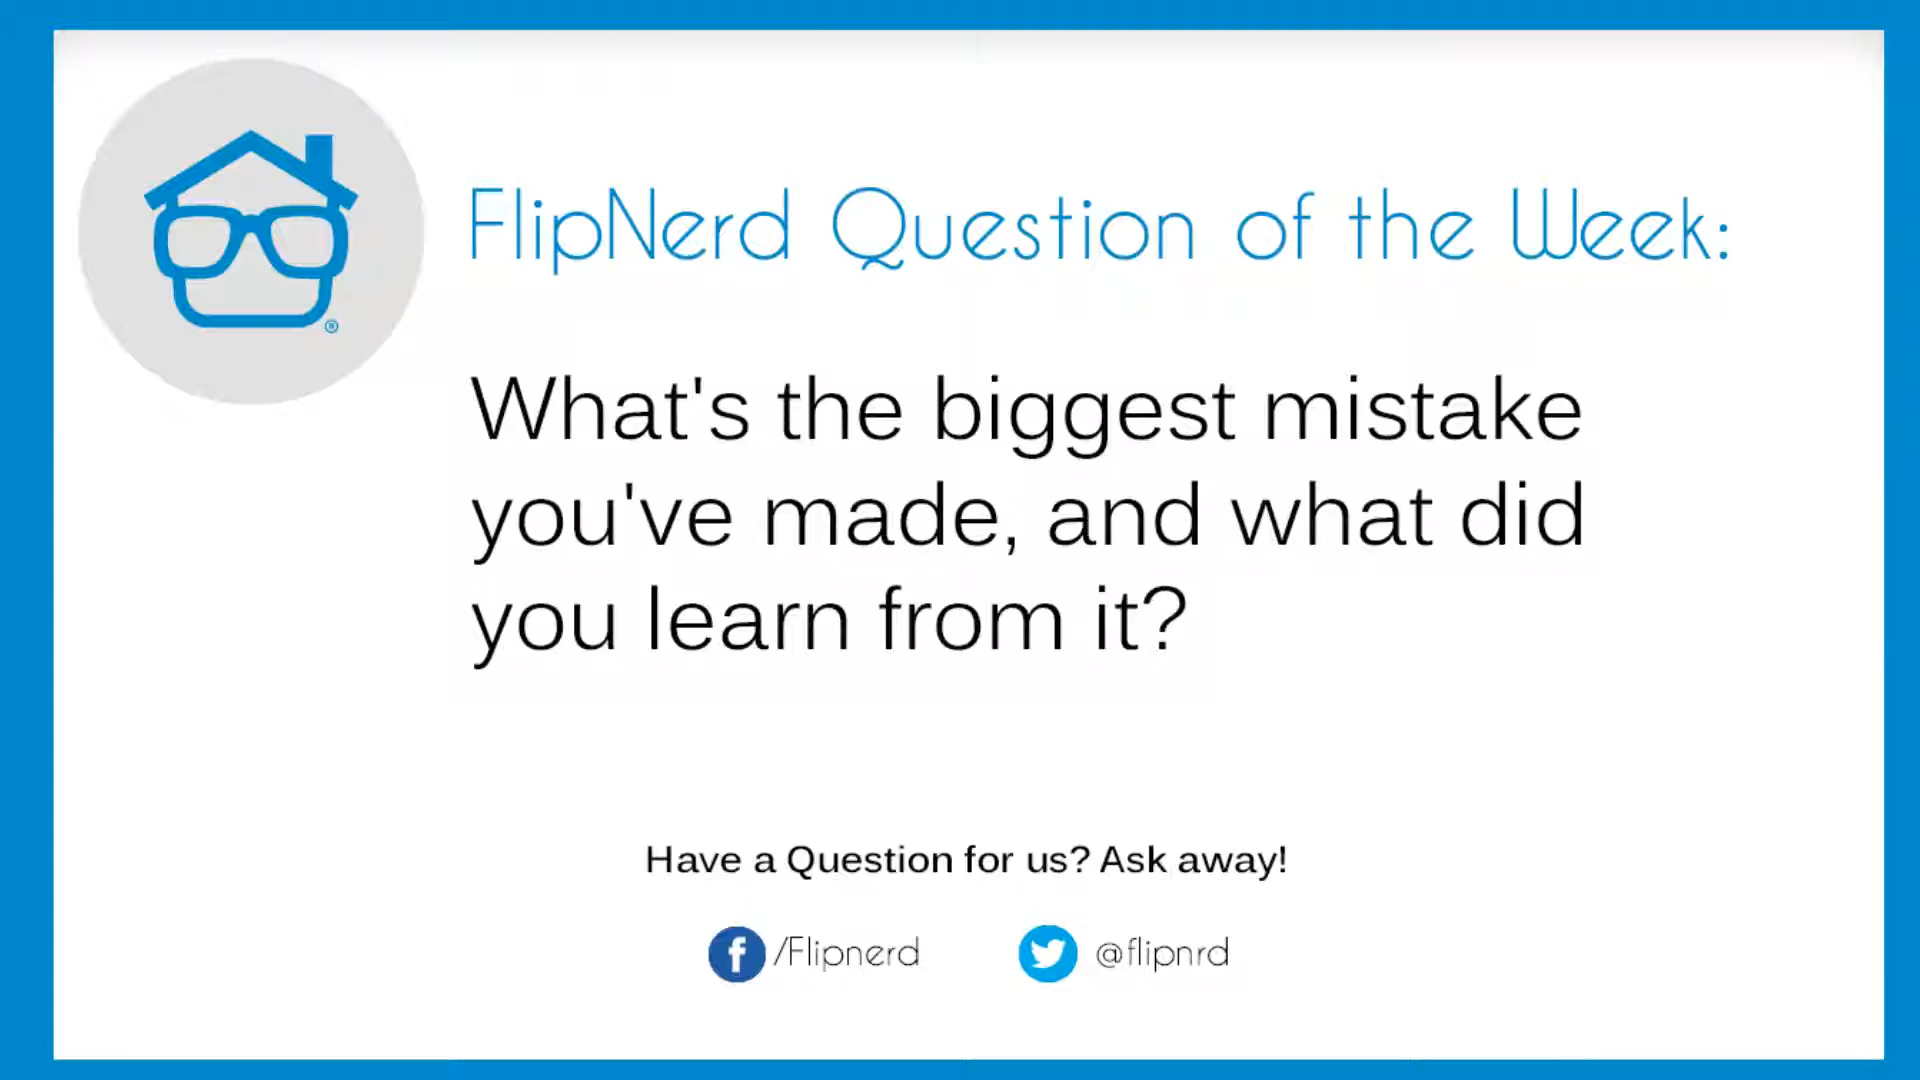 FlipNerd Question of the Week:
What's the biggest mistake
you've made, and what did
you learn from it?
Have a Question for us? Ask away!
/Flipnerd @flipnrd